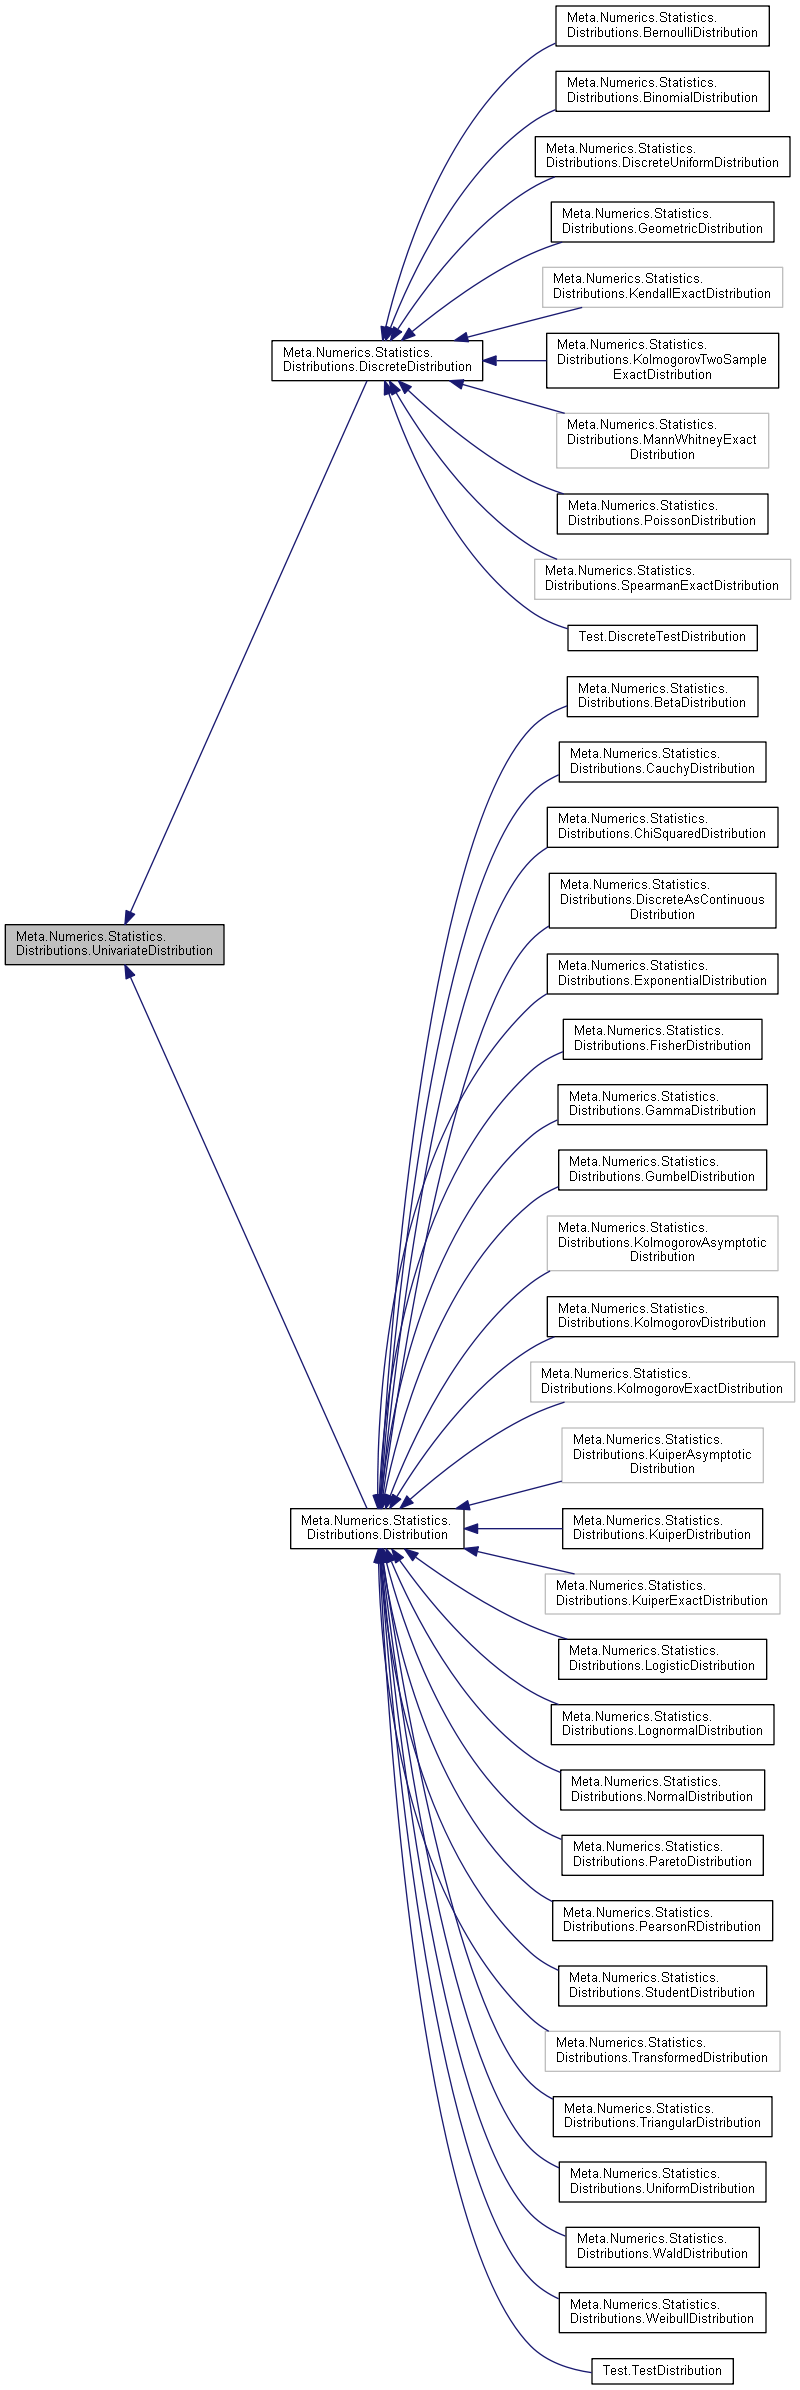 Meta.Numerics.Statistics.
Distributions.BernoulliDistribution
Meta.Numerics.Statistics.
Distributions.BinomialDistribution
Meta.Numerics.Statistics.
Distributions.DiscreteUniformDistribution
Meta.Numerics.Statistics.
Distributions.GeometricDistribution
Meta.Numerics.Statistics.
Distributions.KendallExactDistribution
Meta.Numerics.Statistics.
Distributions.DiscreteDistribution
Meta.Numerics.Statistics.
Distributions.KolmogorovTwoSample
ExactDistribution
Meta.Numerics.Statistics.
Distributions.MannWhitneyExact
Distribution
Meta.Numerics.Statistics.
Distributions.PoissonDistribution
Meta.Numerics.Statistics.
Distributions.SpearmanExactDistribution
Test.DiscreteTestDistribution
Meta.Numerics.Statistics.
Distributions.BetaDistribution
Meta.Numerics.Statistics.
Distributions.CauchyDistribution
Meta.Numerics.Statistics.
Distributions.ChiSquaredDistribution
Meta.Numerics.Statistics.
Distributions.DiscreteAsContinuous
Distribution
Meta.Numerics.Statistics.
Distributions.UnivariateDistribution
Meta.Numerics.Statistics.
Distributions.ExponentialDistribution
Meta.Numerics.Statistics.
Distributions.FisherDistribution
Meta.Numerics.Statistics.
Distributions.GammaDistribution
Meta.Numerics.Statistics.
Distributions.GumbelDistribution
Meta.Numerics.Statistics.
Distributions.KolmogorovAsymptotic
Distribution
Meta.Numerics.Statistics.
Distributions.KolmogorovDistribution
Meta.Numerics.Statistics.
Distributions.KolmogorovExactDistribution
Meta.Numerics.Statistics.
Distributions.KuiperAsymptotic
Distribution
Meta.Numerics.Statistics.
Distributions.Distribution
Meta.Numerics.Statistics.
Distributions.KuiperDistribution
Meta.Numerics.Statistics.
Distributions.KuiperExactDistribution
Meta.Numerics.Statistics.
Distributions.LogisticDistribution
Meta.Numerics.Statistics.
Distributions.LognormalDistribution
Meta.Numerics.Statistics.
Distributions.NormalDistribution
Meta.Numerics.Statistics.
Distributions.ParetoDistribution
Meta.Numerics.Statistics.
Distributions.PearsonRDistribution
Meta.Numerics.Statistics.
Distributions.StudentDistribution
Meta.Numerics.Statistics.
Distributions.TransformedDistribution
Meta.Numerics.Statistics.
Distributions.TriangularDistribution
Meta.Numerics.Statistics.
Distributions.UniformDistribution
Meta.Numerics.Statistics.
Distributions.WaldDistribution
Meta.Numerics.Statistics.
Distributions.WeibullDistribution
Test.TestDistribution